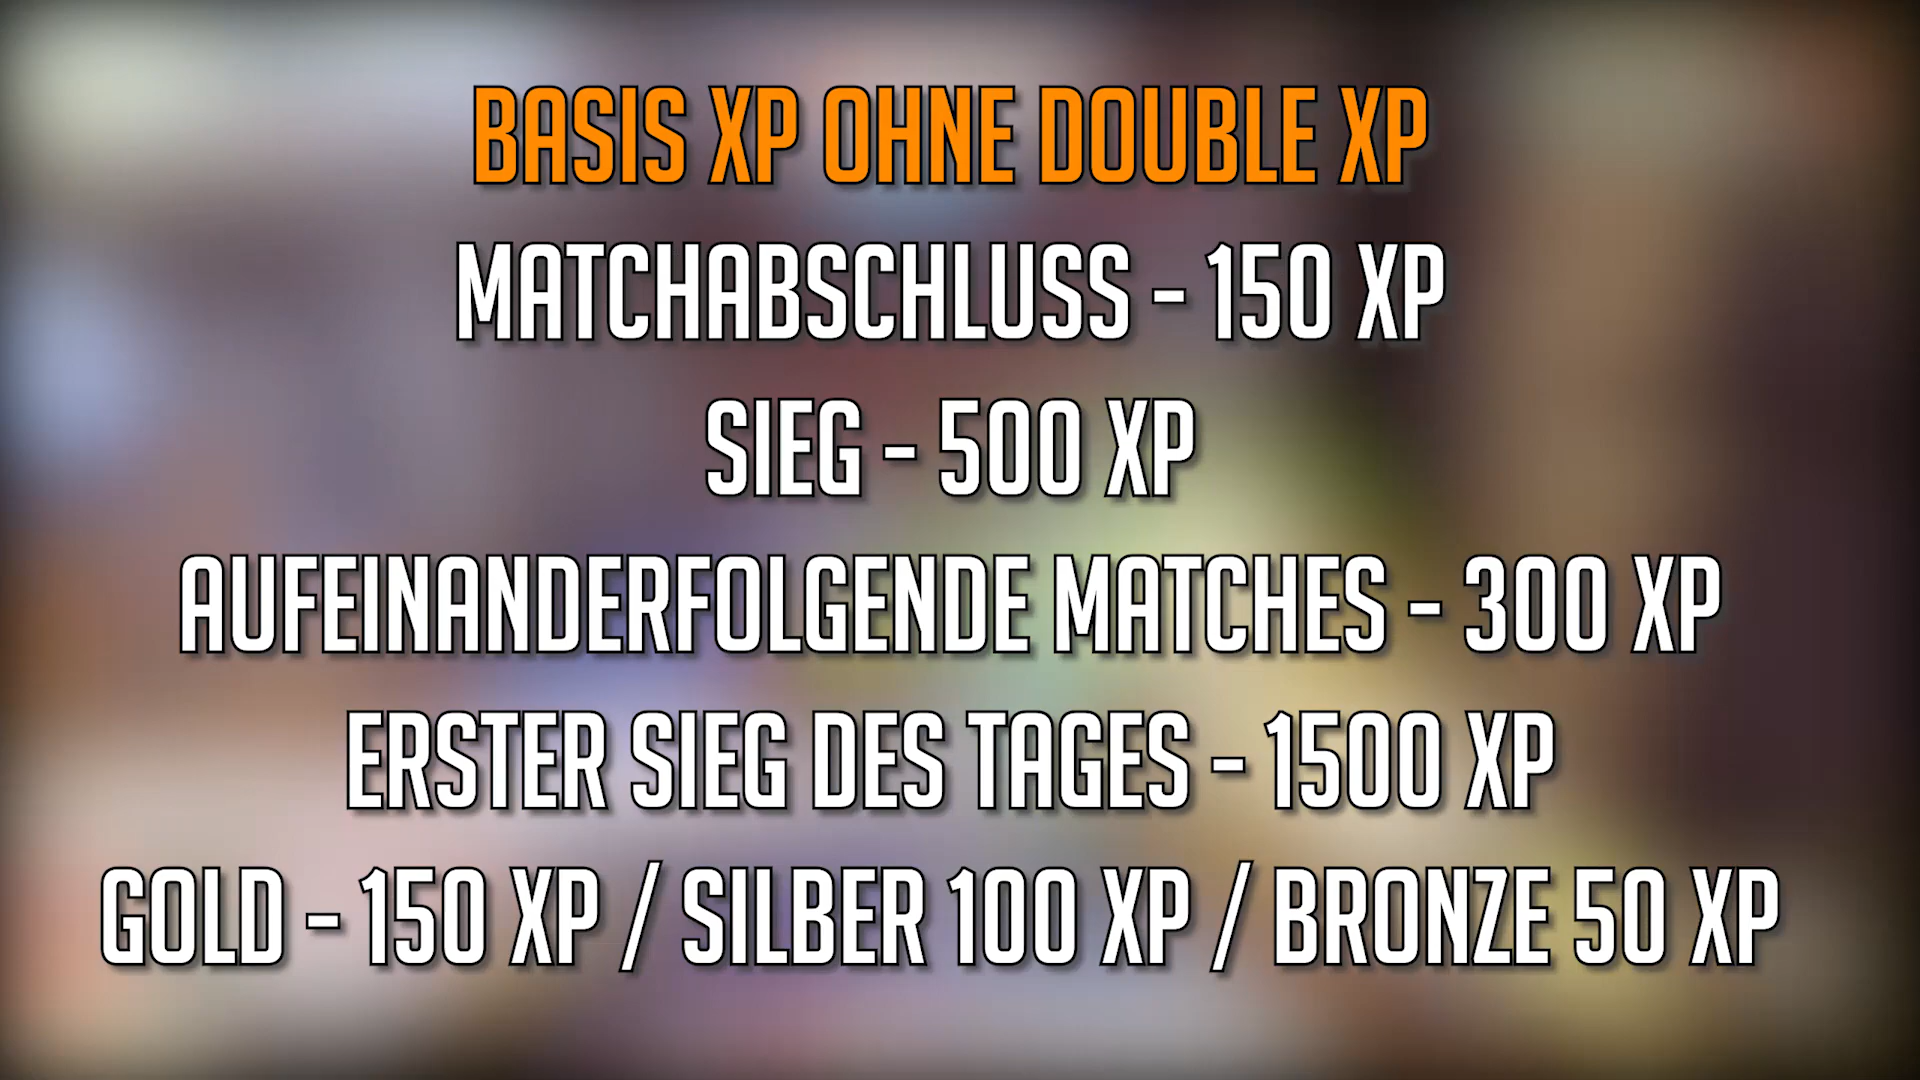 BASIS XP OHNE DOUBLE XP
MATCHABSCHLUSS - 150 XP
SIEG - 500 XP
AUFEINANDERFOLGENDE MATCHES - 300 XP
ERSTER SIEG DES TAGES - 1500 XP
GOLD - 150 XP / SILBER 100 XP / BRONZE 50 XP